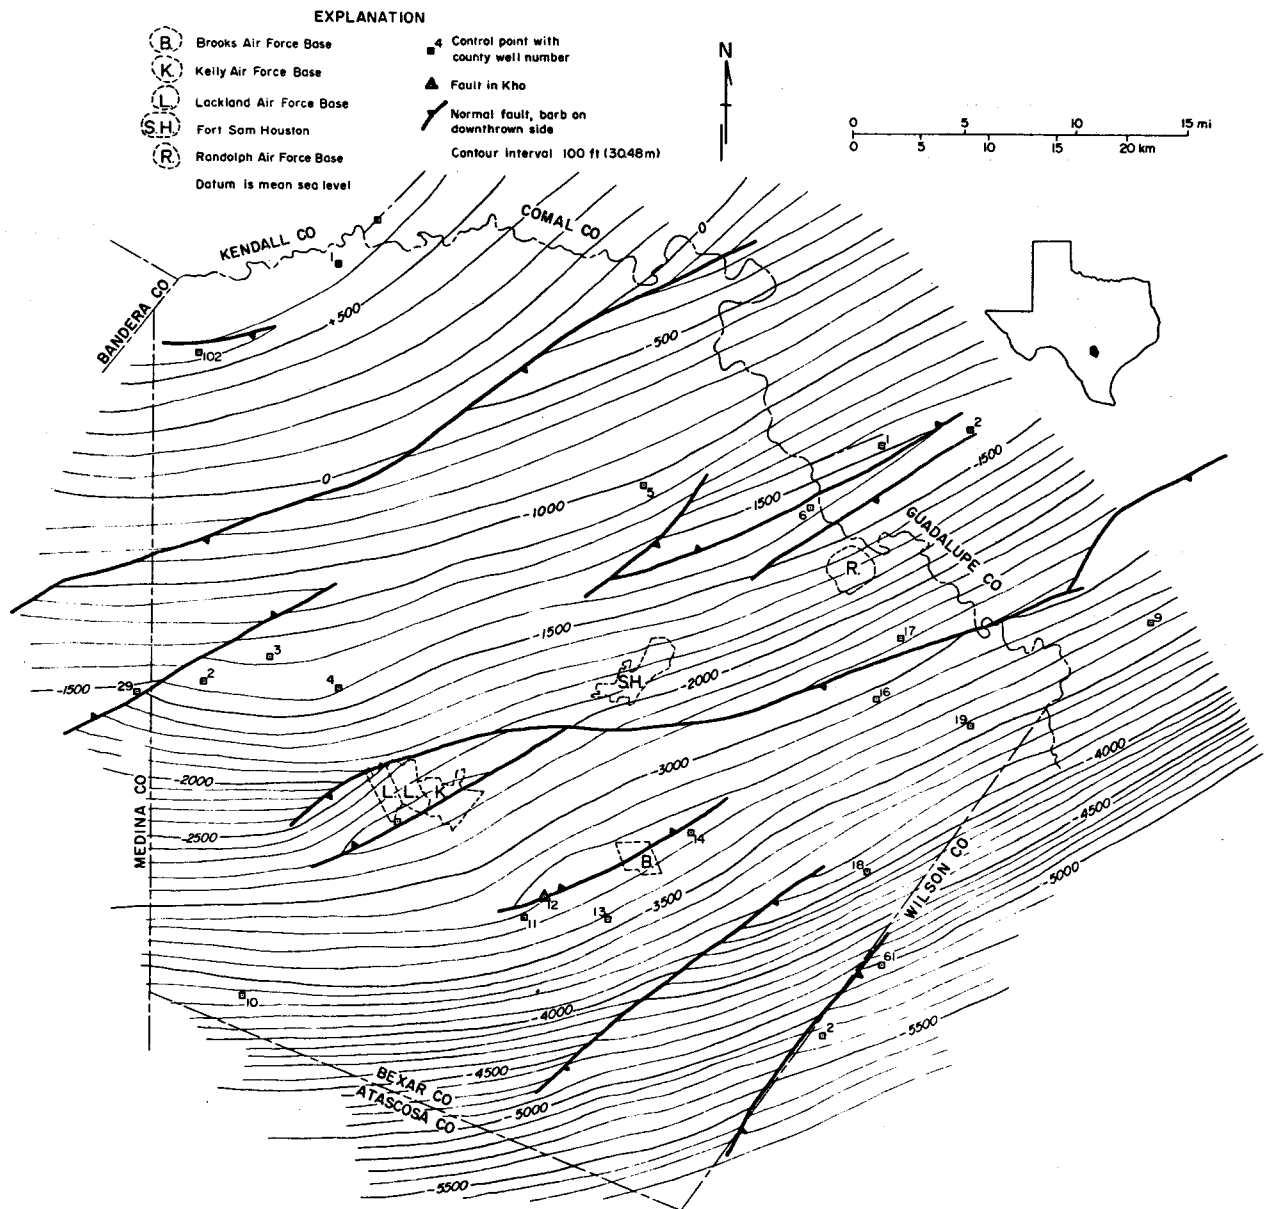 EXPLANATION
B. Brooks Air Force Base
K. Kelly Air Force Base
L. Lackland Air Force Base
S.H. Fort Sam Houston
R. Randolph Air Force Base
Datum is mean sea level
4 Control point with
county well number
Fault in Kho
Normal fault, barb on
downthrown side
Contour interval 100 ft (30.48m)
N
0 5 10 15 mi
0 5 10 15 20 km
KENDALL CO
COMAL CO
BANDERA CO
0
1
+500
-500
102
0
1
2
-1500
-1500
5
-1000
6
GUADALUPE CO
R.
-1500
17
9
3
2
4
29
-1500
S.H.
-2000
16
19
-4000
-3000
-2000
L. L. K.
-4500
MEDINA CO
-2500
14
B.
18
-5000
12
-3500
11
13
WILSON CO
61
10
-4000
2
-5500
-4500
BEXAR CO
ATASCOSA CO
-5000
-5500